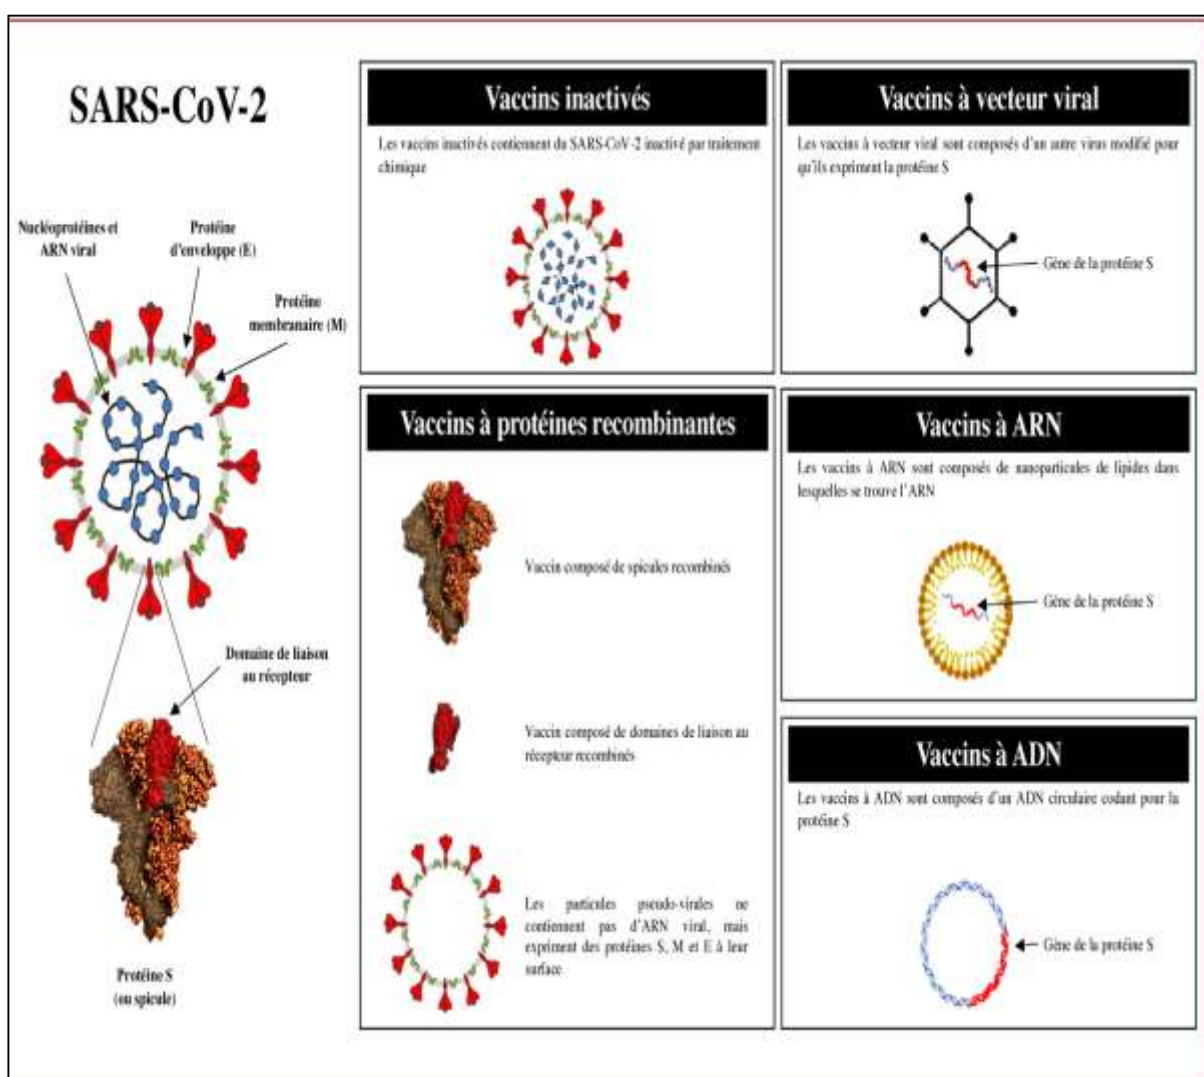 SARS-CoV-2
Nucléoprotéines et
ARN viral
Protéine
d'enveloppe (E)
Protéine
membranaire (M)
Domaine de liaison
au récepteur
Protéine S
(ou spicule)
Vaccins inactivés
Les vaccins inactivés contiennent du SARS-CoV-2 inactivé par traitement
chimique
Vaccins à protéines recombinantes
Vaccin composé de spicules recombinés
Vaccin composé de domaines de liaison au
récepteur recombinés
Les particules pseudo-virales ne
contiennent pas d'ARN viral, mais
expriment des protéines S, M et E à leur
surface
Vaccins à vecteur viral
Les vaccins à vecteur viral sont composés d'un autre virus modifié pour
qu'ils expriment la protéine S
Gène de la protéine S
Vaccins à ARN
Les vaccins à ARN sont composés de nanoparticules de lipides dans
lesquelles se trouve l'ARN
Gène de la protéine S
Vaccins à ADN
Les vaccins à ADN sont composés d'un ADN circulaire codant pour la
protéine S
Gène de la protéine S